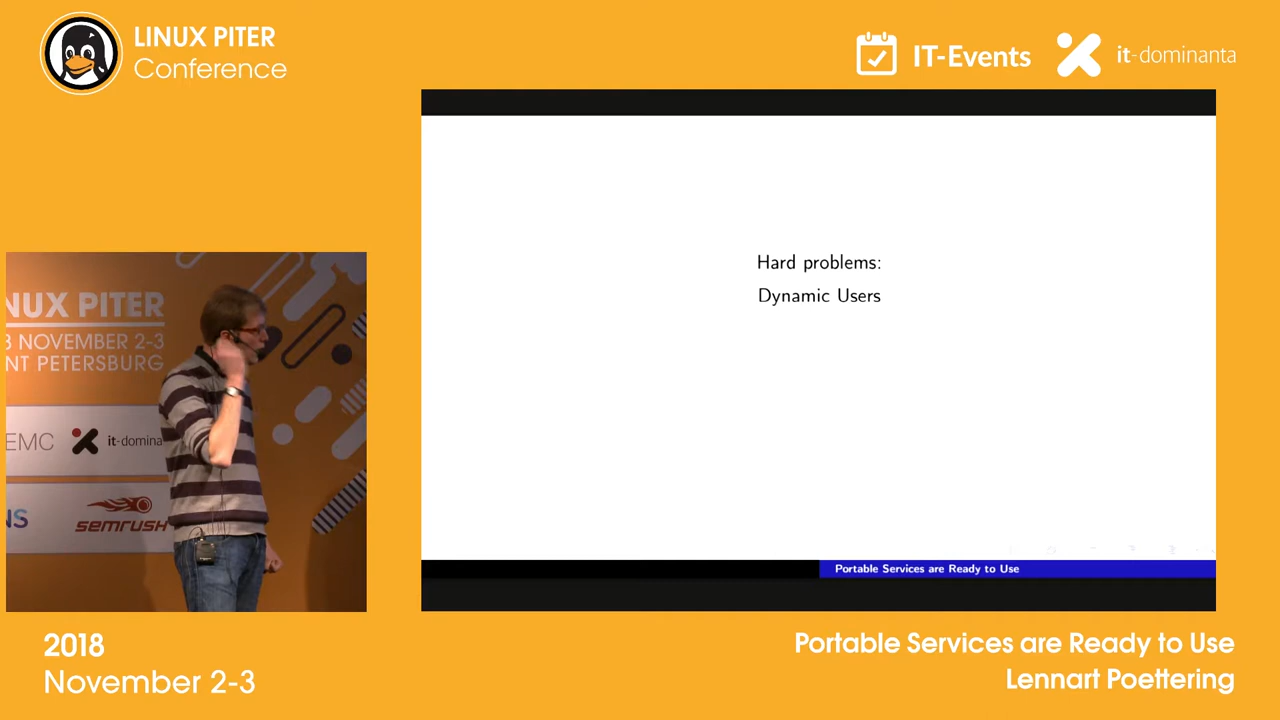 LINUX PITER
Conference
IT-Events
it-dominanta
Hard problems:
Dynamic Users
NUX PITER
NOVEMBER 2-3
NT PETERSBURG
EMC
it-domina
NS
semrush
Portable Services are Ready to Use
2018
November 2-3
Portable Services are Ready to Use
Lennart Poettering